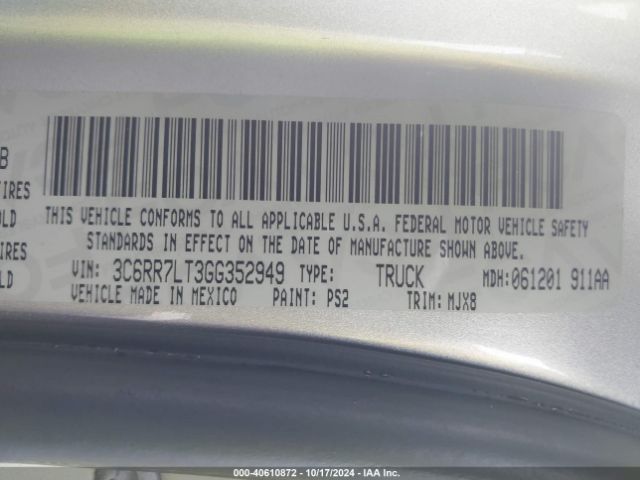 B
IRES
OLD
IRES
OLD
THIS VEHICLE CONFORMS TO ALL APPLICABLE U.S.A. FEDERAL MOTOR VEHICLE SAFETY
STANDARDS IN EFFECT ON THE DATE OF MANUFACTURE SHOWN ABOVE.
VIN: 3C6RR7LT3GG352949 TYPE: TRUCK MDH:061201 911AA
VEHICLE MADE IN MEXICO PAINT: PS2 TRIM: MJX8
000-40610872 - 10/17/2024 - IAA Inc.